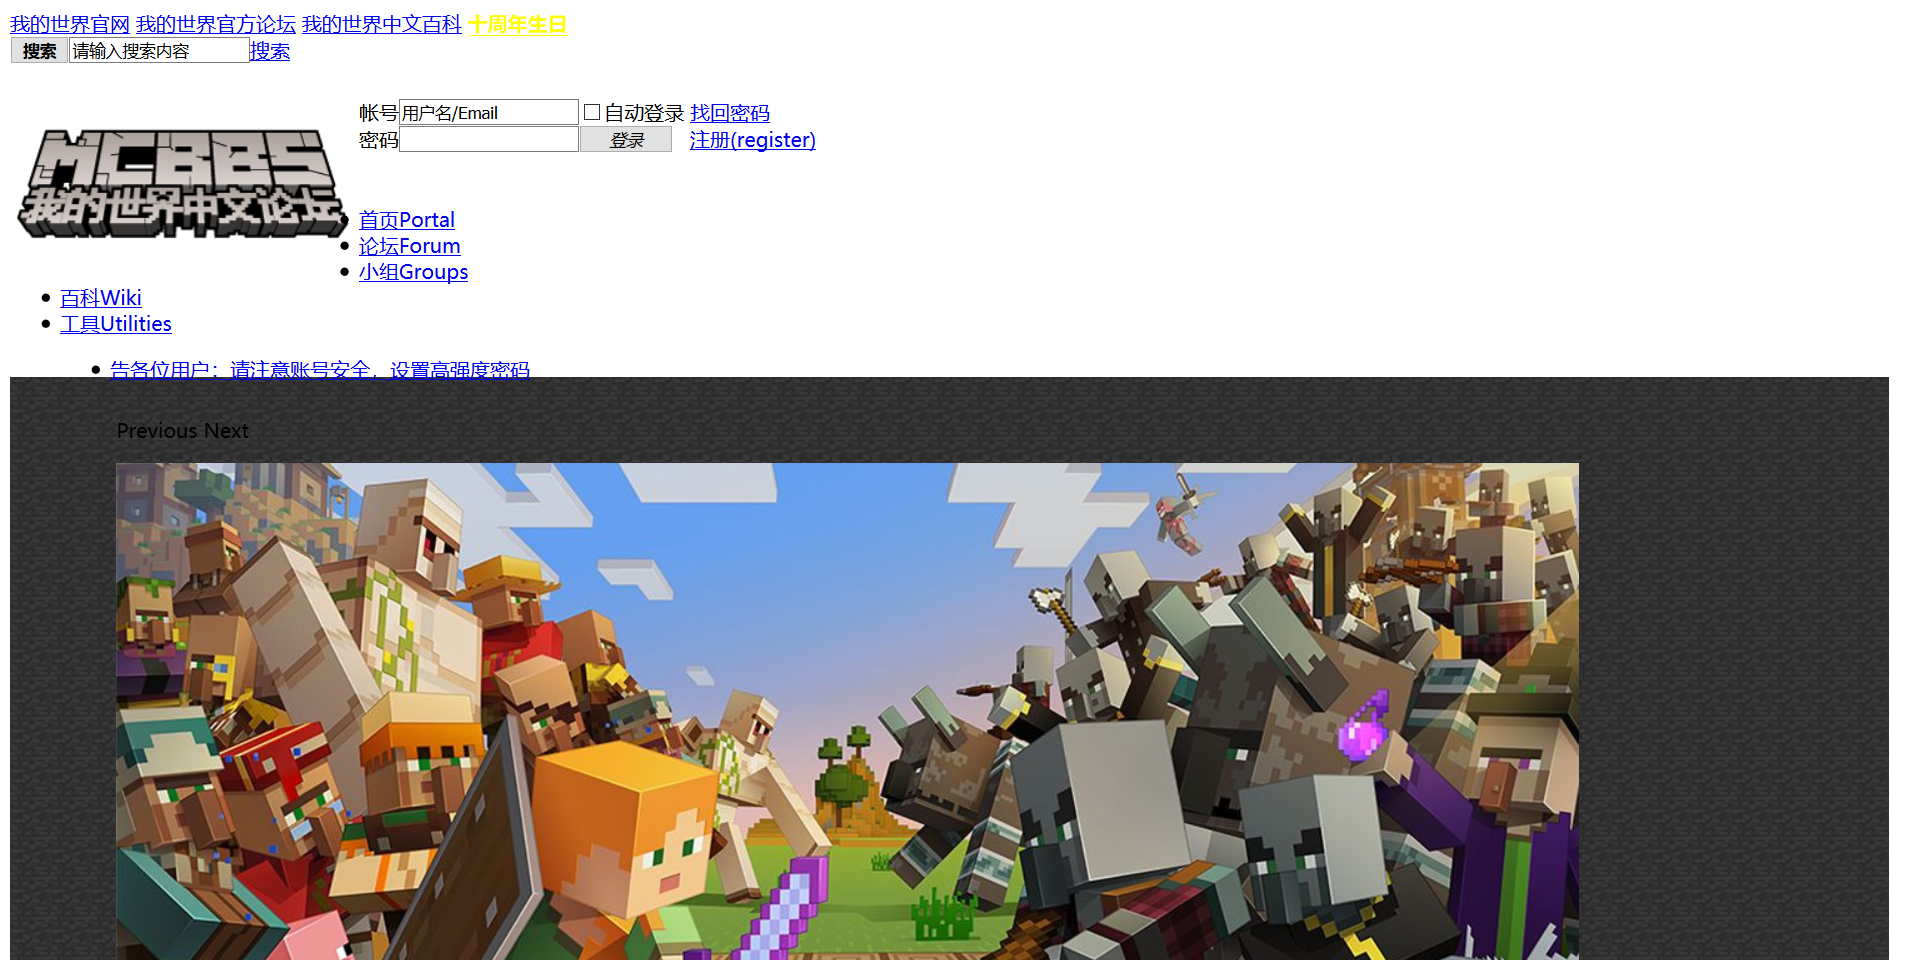 我的世界官网 我的世界官方论坛 我的世界中文百科 十周年生日
搜索 请输入搜索内容 搜索
帐号 用户名/Email 自动登录 找回密码
密码 登录 注册(register)
MCBBS
我的世界中文论坛
首页Portal
论坛Forum
小组Groups
百科Wiki
工具Utilities
告各位用户：请注意账号安全，设置高强度密码
Previous Next